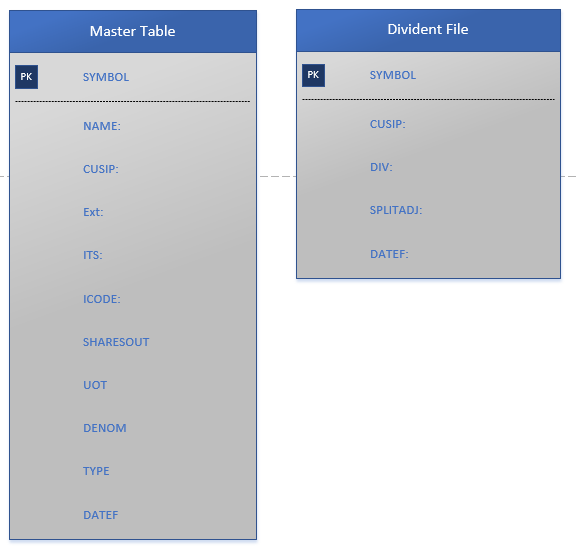 Master Table
PK
SYMBOL
NAME:
CUSIP:
Ext:
ITS:
ICODE:
SHARESOUT
UOT
DENOM
TYPE
DATEF
Divident File
PK
SYMBOL
CUSIP:
DIV:
SPLITADJ:
DATEF: